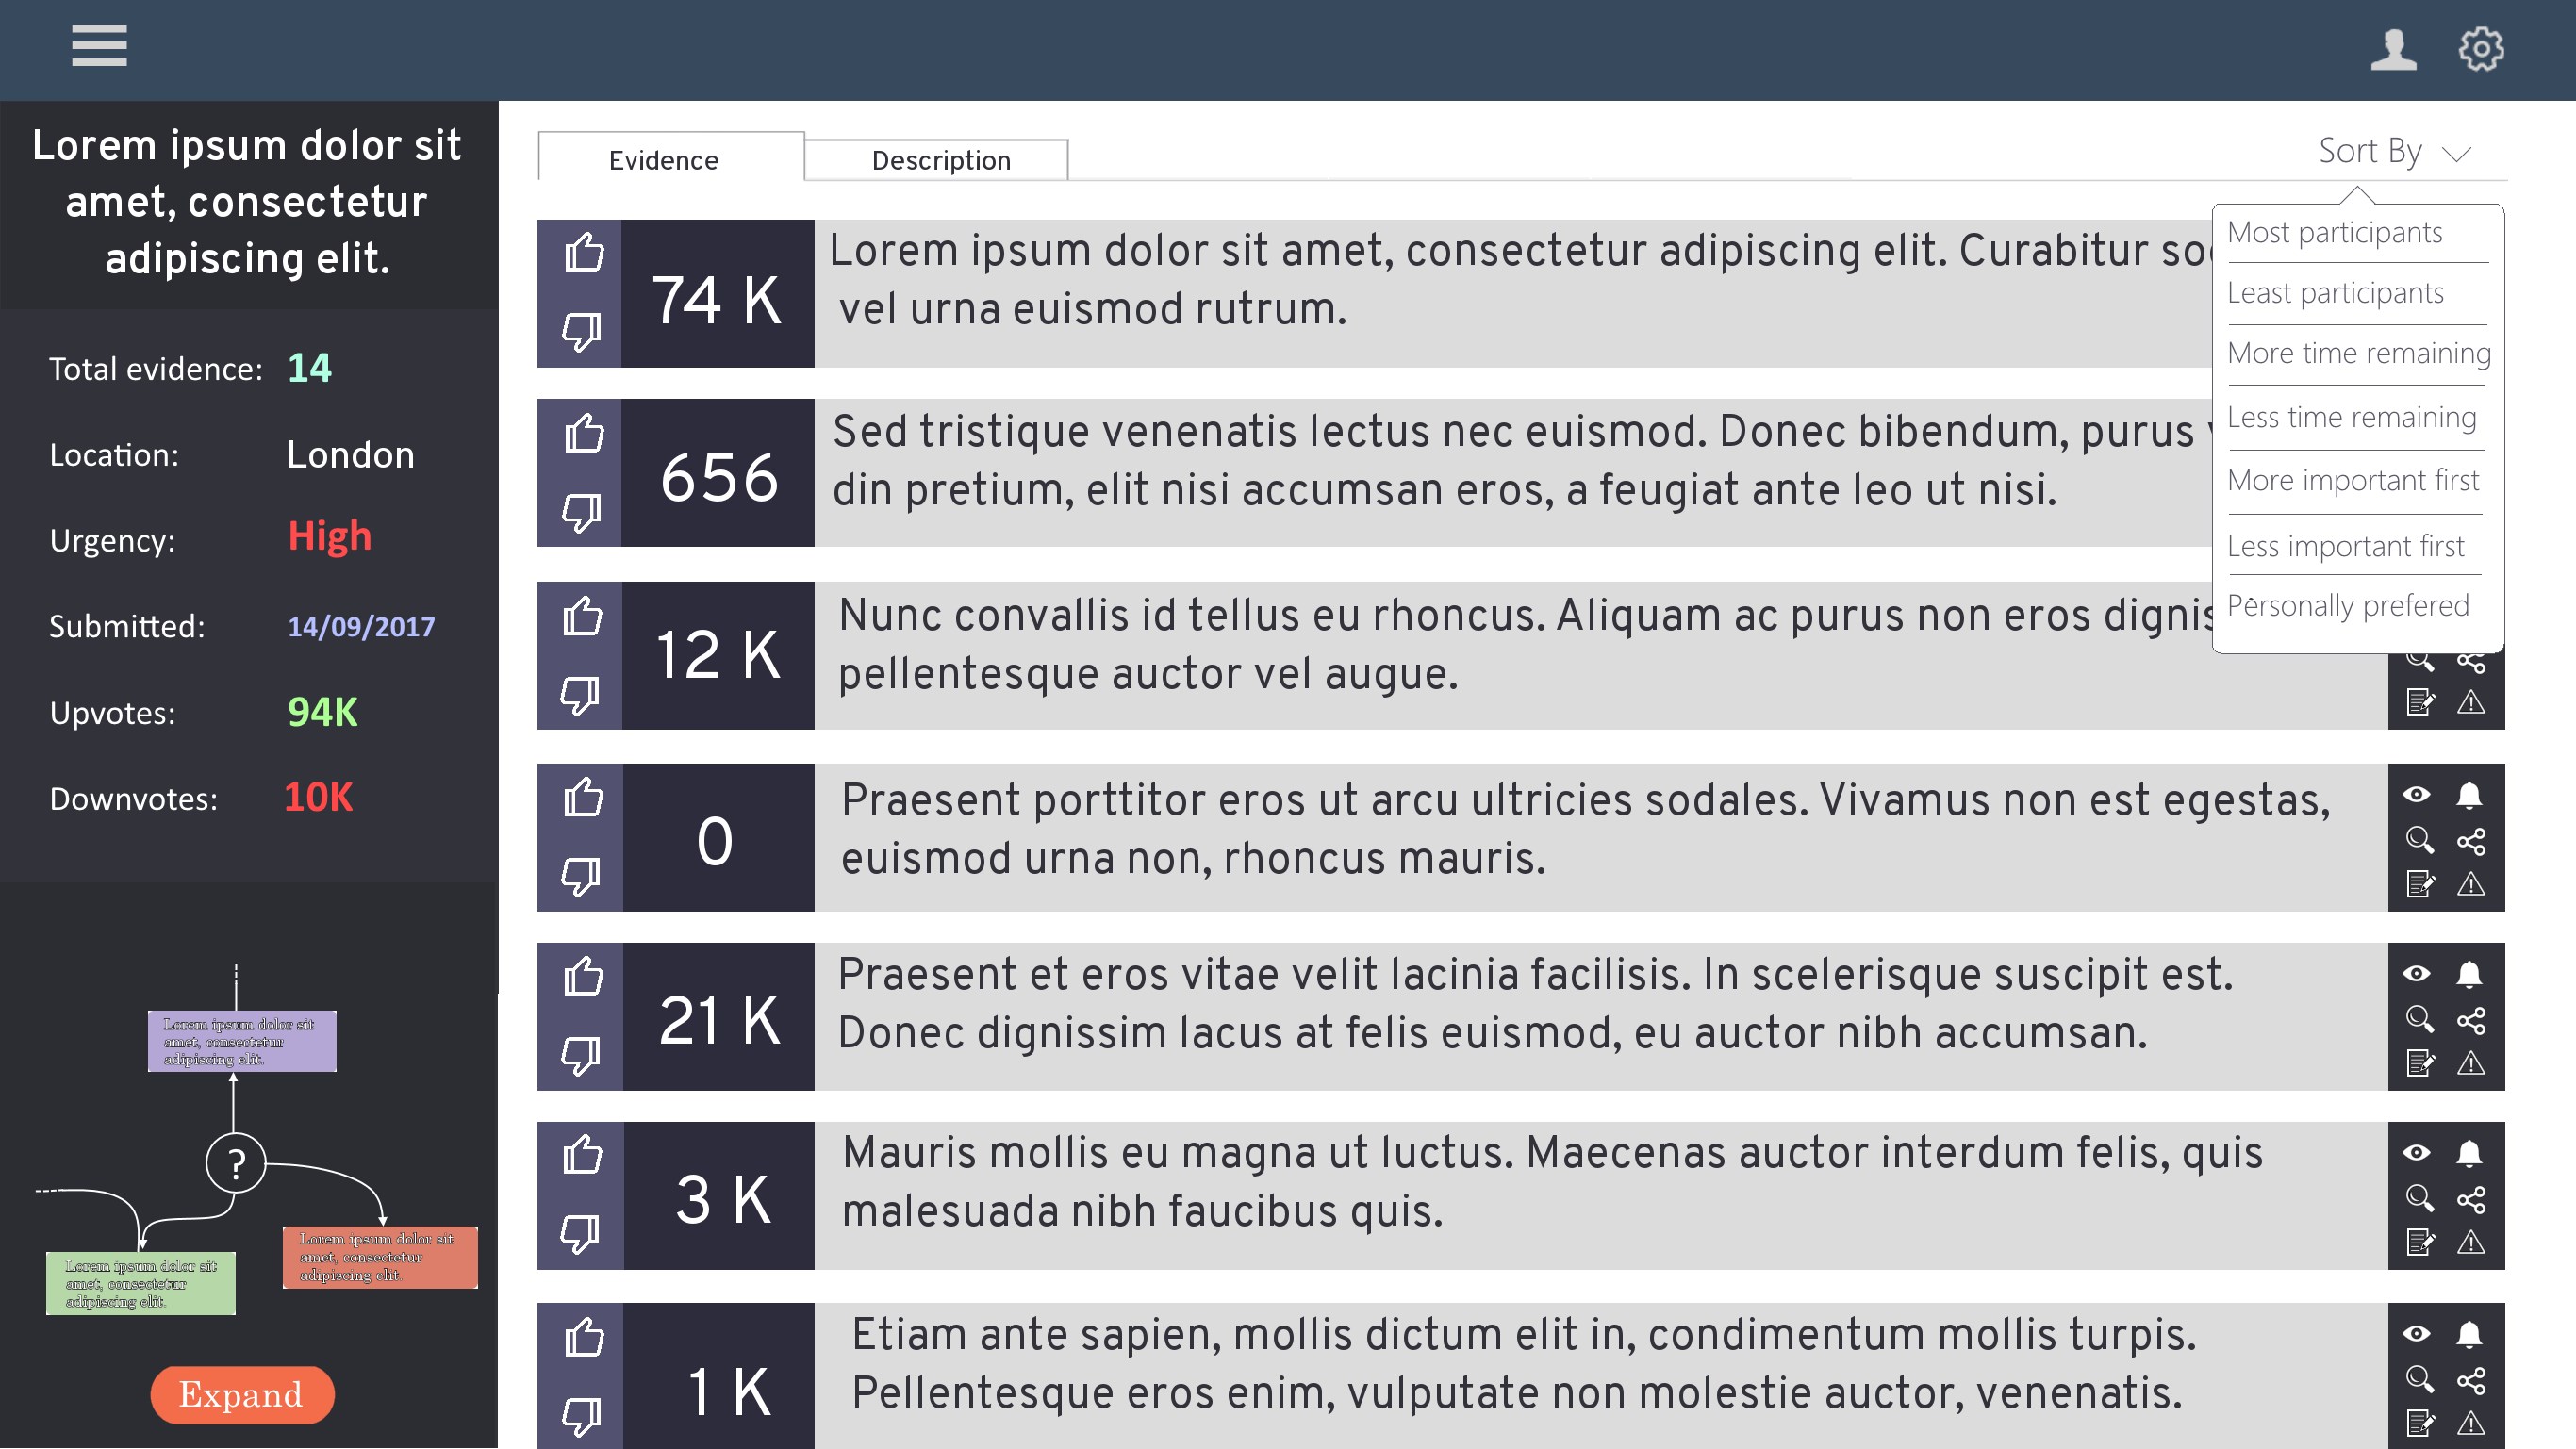 Lorem ipsum dolor sit
amet, consectetur
adipiscing elit.
Total evidence: 14
Location: London
Urgency: High
Submitted: 14/09/2017
Upvotes: 94K
Downvotes: 10K
Lorem ipsum dolor sit
amet, consectetur
adipiscing elit.
?
Lorem ipsum dolor sit
amet, consectetur
adipiscing elit.
Lorem ipsum dolor sit
amet, consectetur
adipiscing elit.
Expand
Evidence
Description
Sort By
Most participants
Least participants
More time remaining
Less time remaining
More important first
Less important first
Personally prefered
74 K
Lorem ipsum dolor sit amet, consectetur adipiscing elit. Curabitur
vel urna euismod rutrum.
656
Sed tristique venenatis lectus nec euismod. Donec bibendum, purus
din pretium, elit nisi accumsan eros, a feugiat ante leo ut nisi.
12 K
Nunc convallis id tellus eu rhoncus. Aliquam ac purus non eros
pellentesque auctor vel augue.
0
Praesent porttitor eros ut arcu ultricies sodales. Vivamus non est egestas,
euismod urna non, rhoncus mauris.
21 K
Praesent et eros vitae velit lacinia facilisis. In scelerisque suscipit est.
Donec dignissim lacus at felis euismod, eu auctor nibh accumsan.
3 K
Mauris mollis eu magna ut luctus. Maecenas auctor interdum felis, quis
malesuada nibh faucibus quis.
1 K
Etiam ante sapien, mollis dictum elit in, condimentum mollis turpis.
Pellentesque eros enim, vulputate non molestie auctor, venenatis.